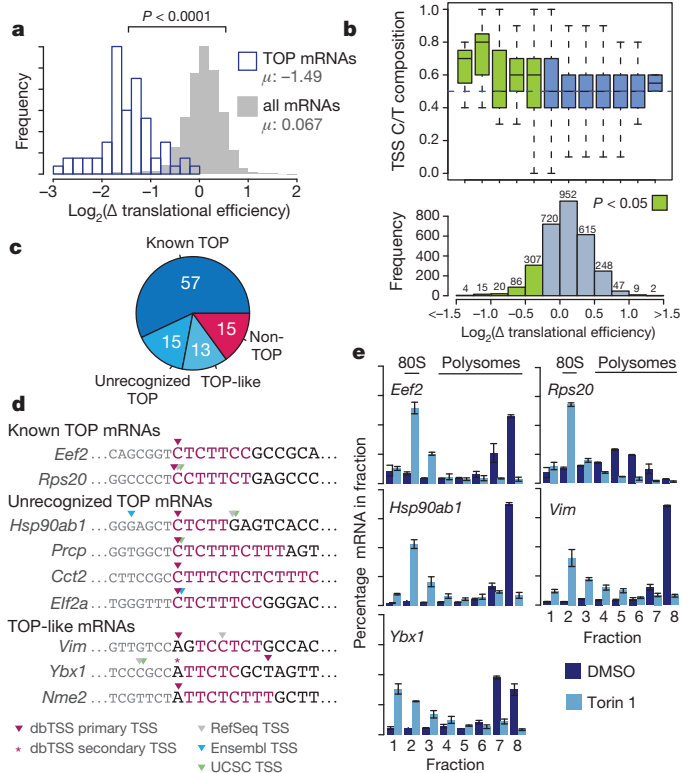 a
P < 0.0001
TOP mRNAs
μ: −1.49
all mRNAs
μ: 0.067
Frequency
−3 −2 −1 0 1 2
Log2(Δ translational efficiency)
b
TSS C/T composition
1.0
0.8
0.6
0.4
0.2
0.0
P < 0.05
Frequency
800
600
400
200
0
4 15 20 86 307 720 952 615 248 47 9 2
<−1.5 −1.0 −0.5 0.0 0.5 1.0 >1.5
Log2(Δ translational efficiency)
c
Known TOP
57
15
13
15
Non-TOP
Unrecognized TOP
TOP-like
d
Known TOP mRNAs
Eef2 ...CAGCGGTCTCTTCCGCCGCA...
Rps20 ...GGCCCCTCCTTTCTGAGCCC...
Unrecognized TOP mRNAs
Hsp90ab1 ...GGGAGCTCTCTTGAGTCACC...
Prcp ...GGTGGCTCTCTTTCTTTAGT...
Cct2 ...CTTCCGCCTTTCTCTCTTTC...
EIf2a ...TGGGTTTCTCTTTCCGGGAC...
TOP-like mRNAs
Vim ...GTTGTCCAGTCCTCTGCCAC...
Ybx1 ...TCCCGCCATTCTCGCTAGTT...
Nme2 ...TCGTTCTATTCTCTTTGCTT...
dbTSS primary TSS
* dbTSS secondary TSS
RefSeq TSS
Ensembl TSS
UCSC TSS
e
80S Polysomes
80S Polysomes
Eef2
Rps20
Hsp90ab1
Vim
Ybx1
Percentage mRNA in fraction
1 2 3 4 5 6 7 8
Fraction
1 2 3 4 5 6 7 8
Fraction
DMSO
Torin 1